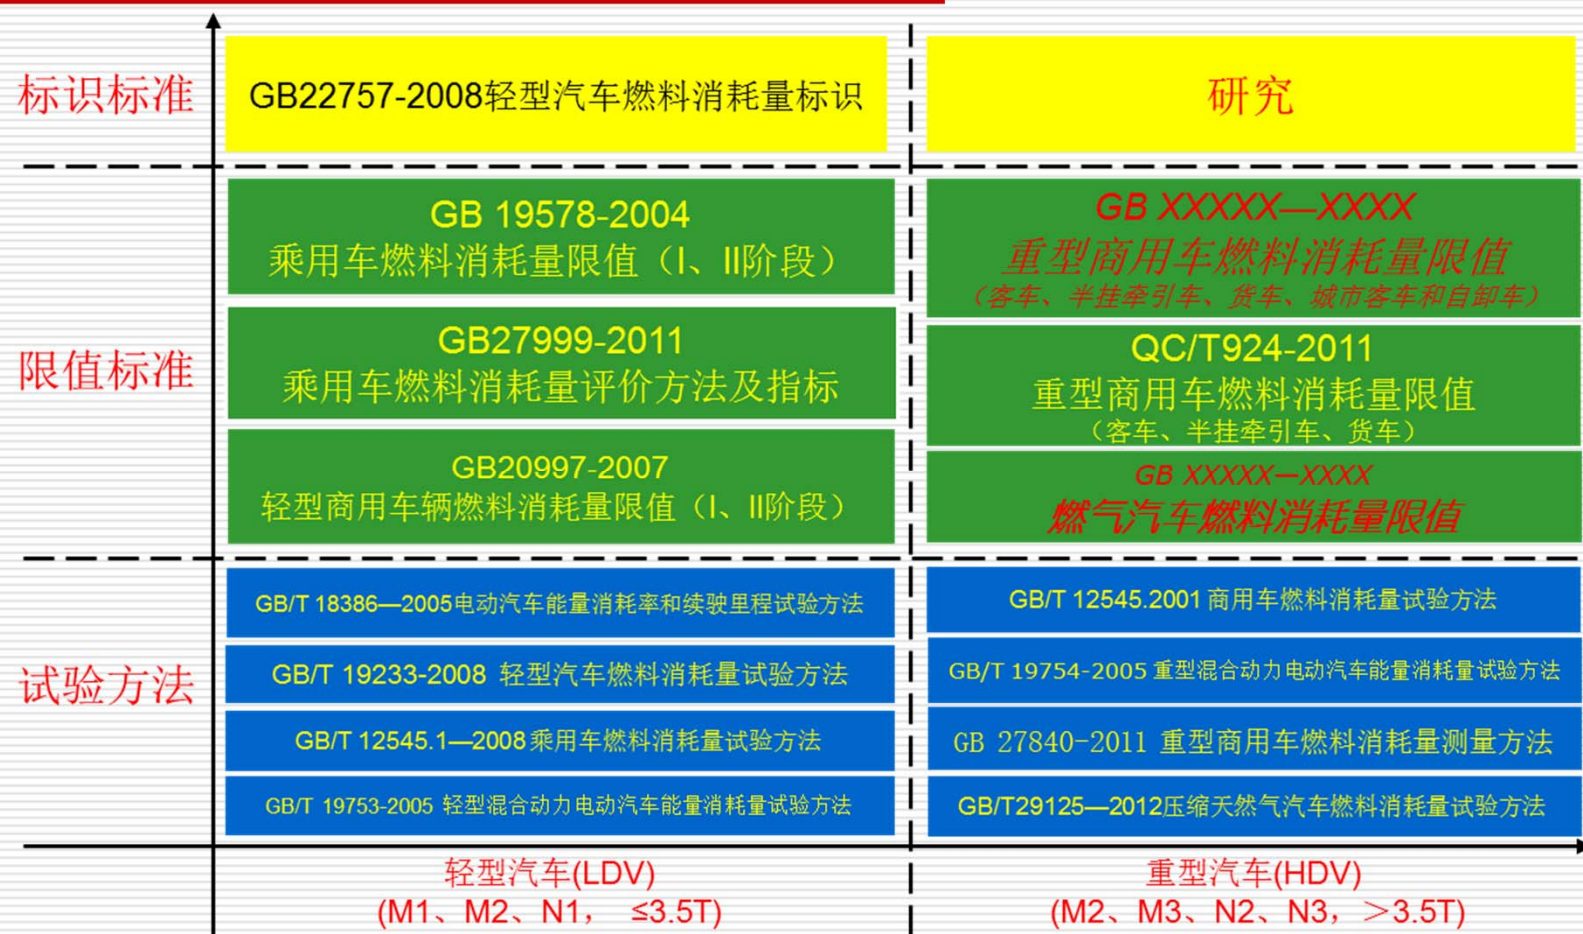 标识标准
GB22757-2008轻型汽车燃料消耗量标识
研究
限值标准
GB 19578-2004
乘用车燃料消耗量限值（I、II阶段）
GB27999-2011
乘用车燃料消耗量评价方法及指标
GB20997-2007
轻型商用车辆燃料消耗量限值（I、II阶段）
GB XXXXX—XXXX
重型商用车燃料消耗量限值
（客车、半挂牵引车、货车、城市客车和自卸车）
QC/T924-2011
重型商用车燃料消耗量限值
（客车、半挂牵引车、货车）
GB XXXXX—XXXX
燃气汽车燃料消耗量限值
试验方法
GB/T 18386—2005电动汽车能量消耗率和续驶里程试验方法
GB/T 19233-2008 轻型汽车燃料消耗量试验方法
GB/T 12545.1—2008乘用车燃料消耗量试验方法
GB/T 19753-2005 轻型混合动力电动汽车能量消耗量试验方法
GB/T 12545.2001 商用车燃料消耗量试验方法
GB/T 19754-2005 重型混合动力电动汽车能量消耗量试验方法
GB 27840-2011 重型商用车燃料消耗量测量方法
GB/T29125—2012压缩天然气汽车燃料消耗量试验方法
轻型汽车(LDV)
(M1、M2、N1， ≤3.5T)
重型汽车(HDV)
(M2、M3、N2、N3，＞3.5T)